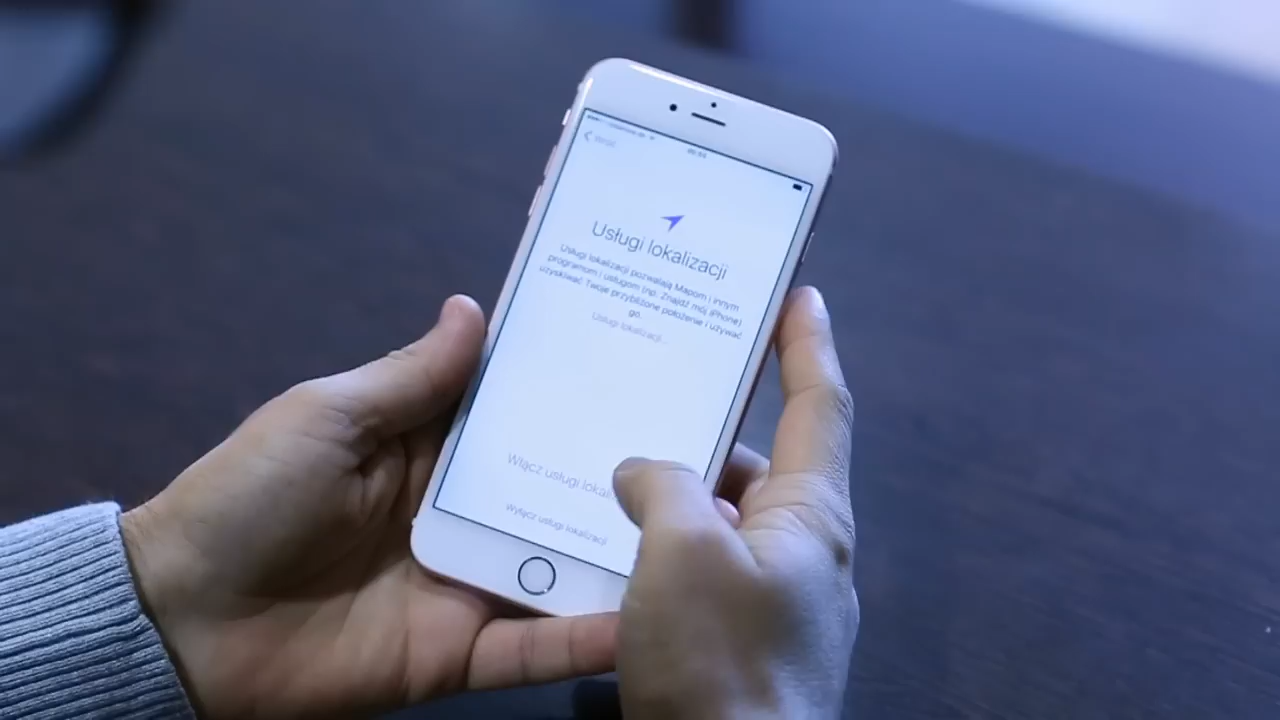 Usługi lokalizacji
Usługi lokalizacji pozwalają Mapom i innym
programom i usługom (np. Znajdź mój iPhone)
uzyskiwać Twoje przybliżone położenie i używać
go.
Usługi lokalizacji...
Włącz usługi lokali
Wyłącz usługi lokalizacji